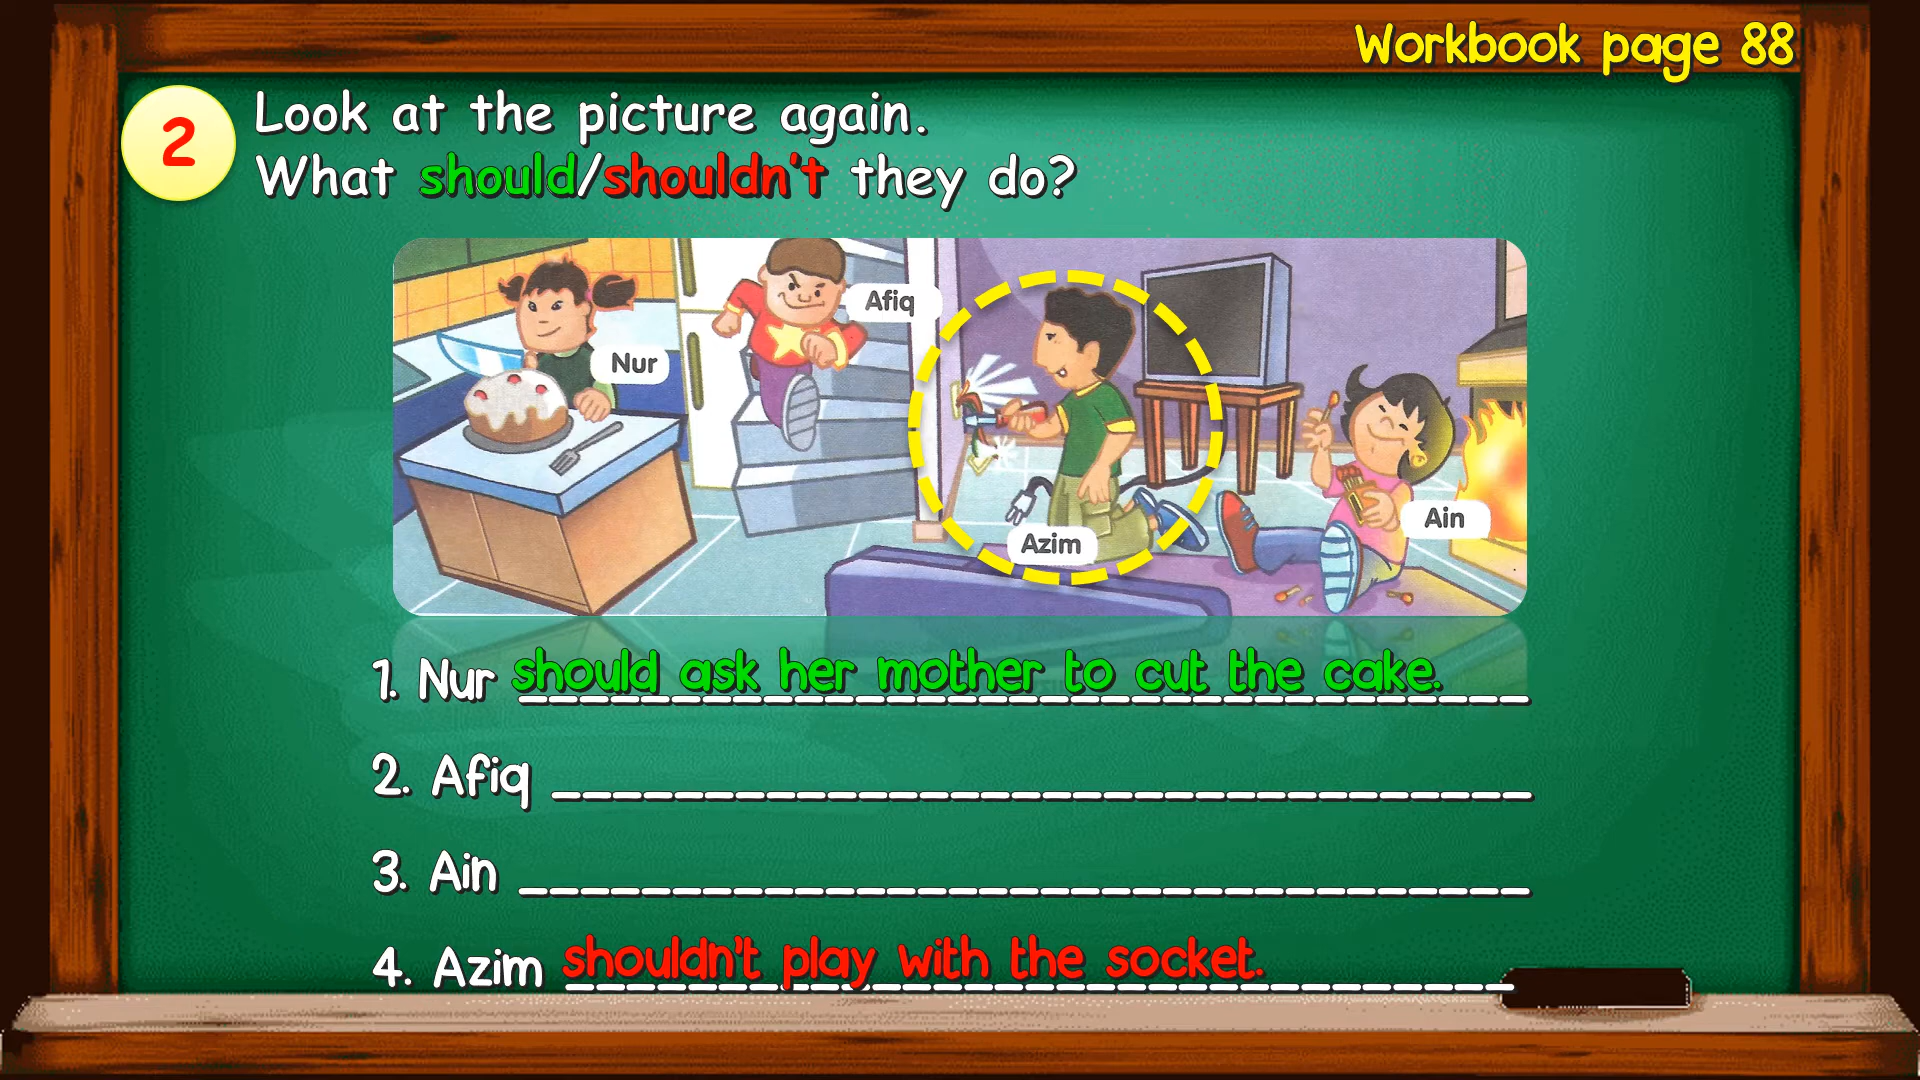 Workbook page 88
2
Look at the picture again.
What should/shouldn't they do?
Nur
Afiq
Azim
Ain
1. Nur should ask her mother to cut the cake.
2. Afiq
3. Ain
4. Azim shouldn't play with the socket.